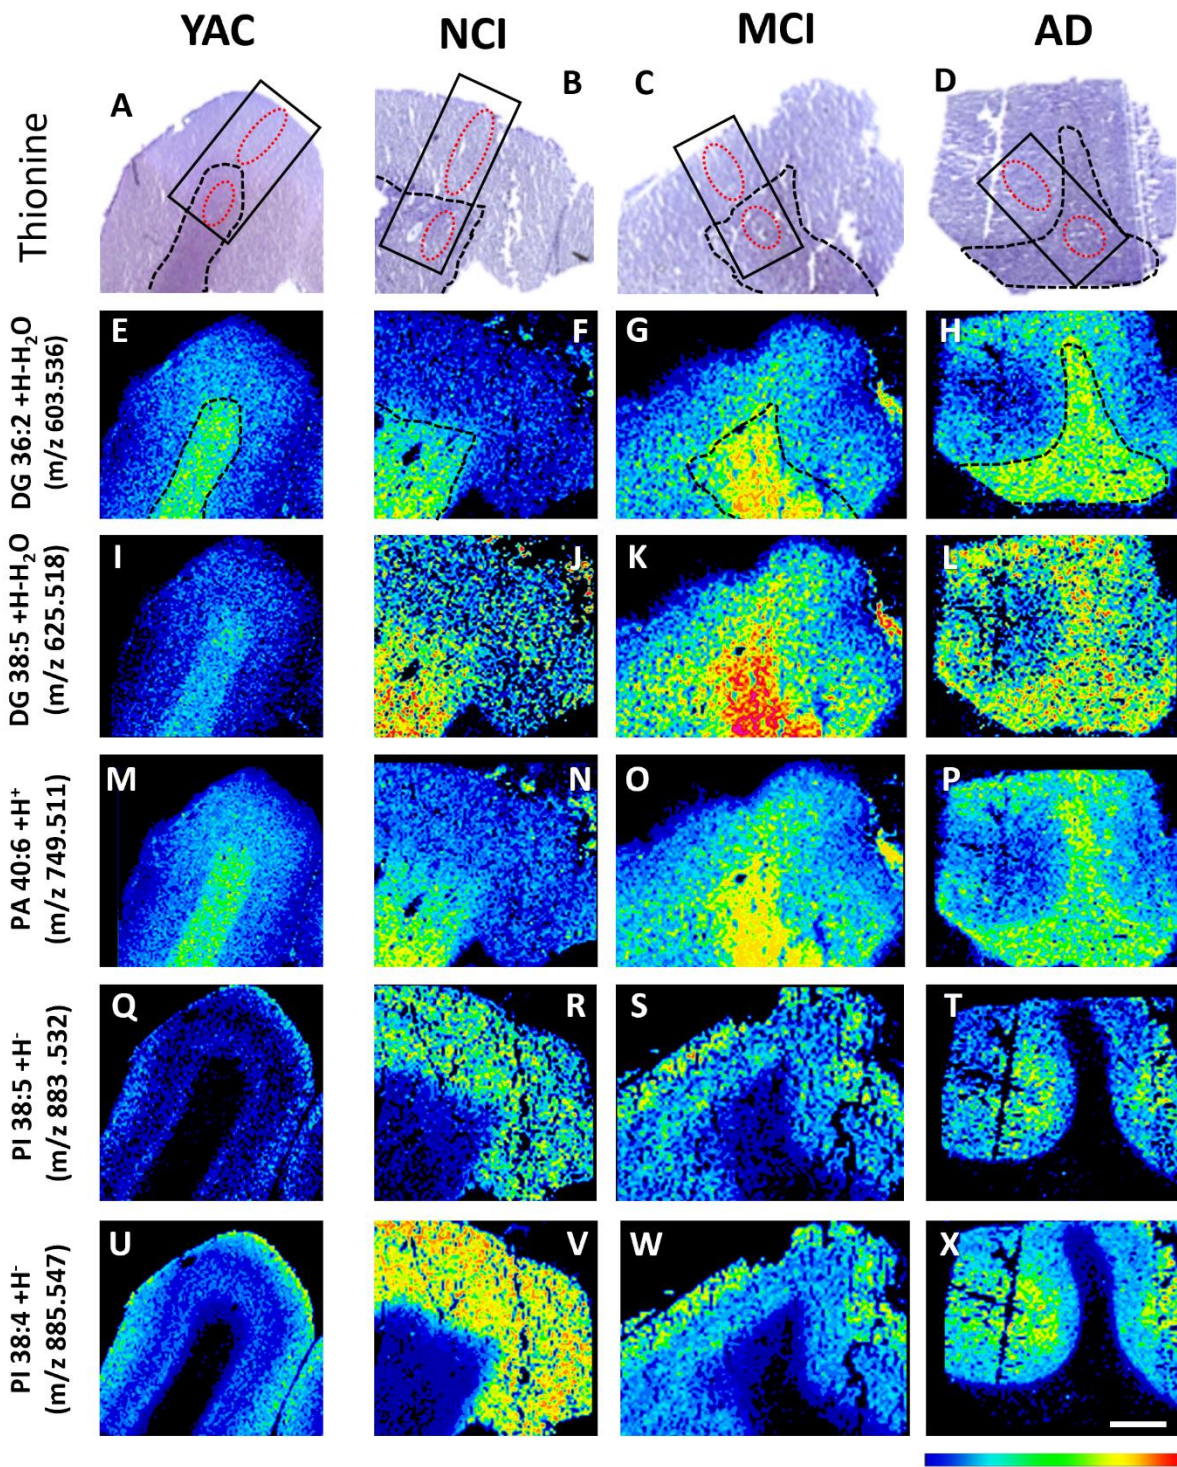 YAC NCI MCI AD
Thionine
A B C D
DG 36:2 +H-H₂O
(m/z 603.536)
E F G H
DG 38:5 +H-H₂O
(m/z 625.518)
I J K L
PA 40:6 +H⁺
(m/z 749.511)
M N O P
PI 38:5 +H⁻
(m/z 883 .532)
Q R S T
PI 38:4 +H⁻
(m/z 885.547)
U V W X